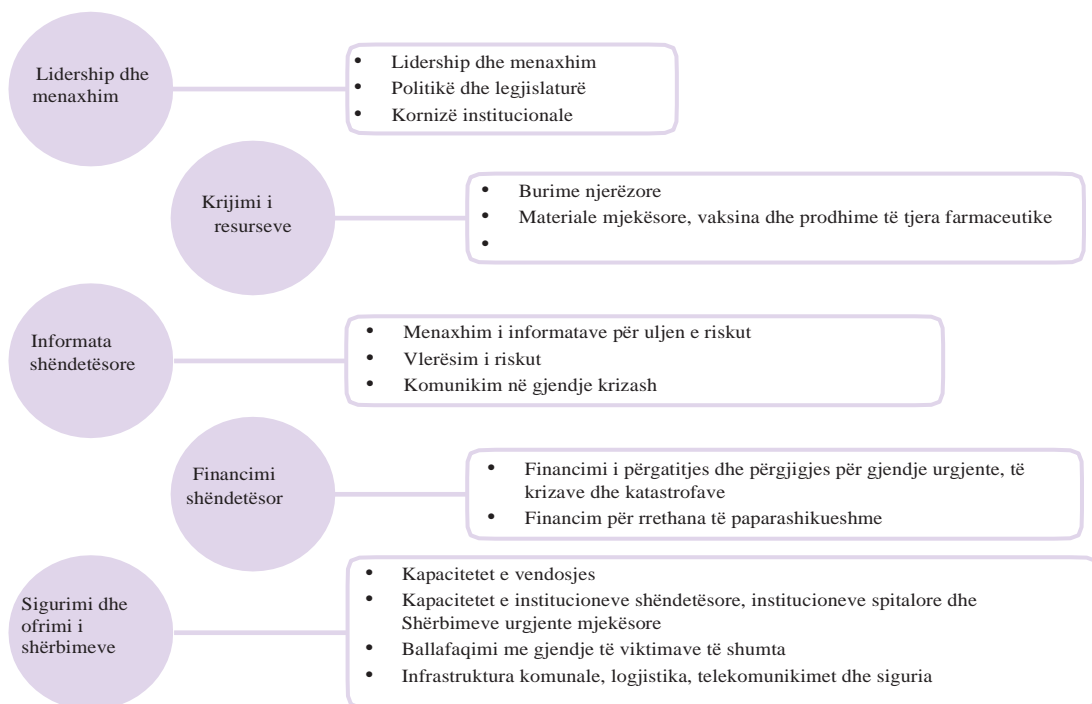 Lidership dhe
menaxhim
• Lidership dhe menaxhim
• Politikë dhe legjislaturë
• Kornizë institucionale
Krijimi i
resurseve
• Burime njerëzore
• Materiale mjekësore, vaksina dhe prodhime të tjera farmaceutike
•
Informata
shëndetësore
• Menaxhim i informatave për uljen e riskut
• Vlerësim i riskut
• Komunikim në gjendje krizash
Financimi
shëndetësor
• Financimi i përgatitjes dhe përgjigjes për gjendje urgjente, të
krizave dhe katastrofave
• Financim për rrethana të paparashikueshme
Sigurimi dhe
ofrimi i
shërbimeve
• Kapacitetet e vendosjes
• Kapacitetet e institucioneve shëndetësore, institucioneve spitalore dhe
Shërbimeve urgjente mjekësore
• Ballafaqimi me gjendje të viktimave të shumta
• Infrastruktura komunale, logjistika, telekomunikimet dhe siguria